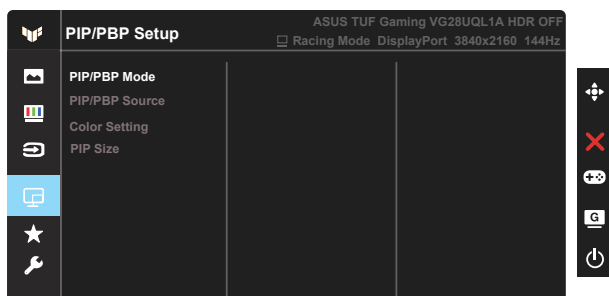 ASUS TUF Gaming VG28UQL1A HDR OFF
PIP/PBP Setup
Racing Mode DisplayPort 3840x2160 144Hz
PIP/PBP Mode
PIP/PBP Source
Color Setting
PIP Size
G